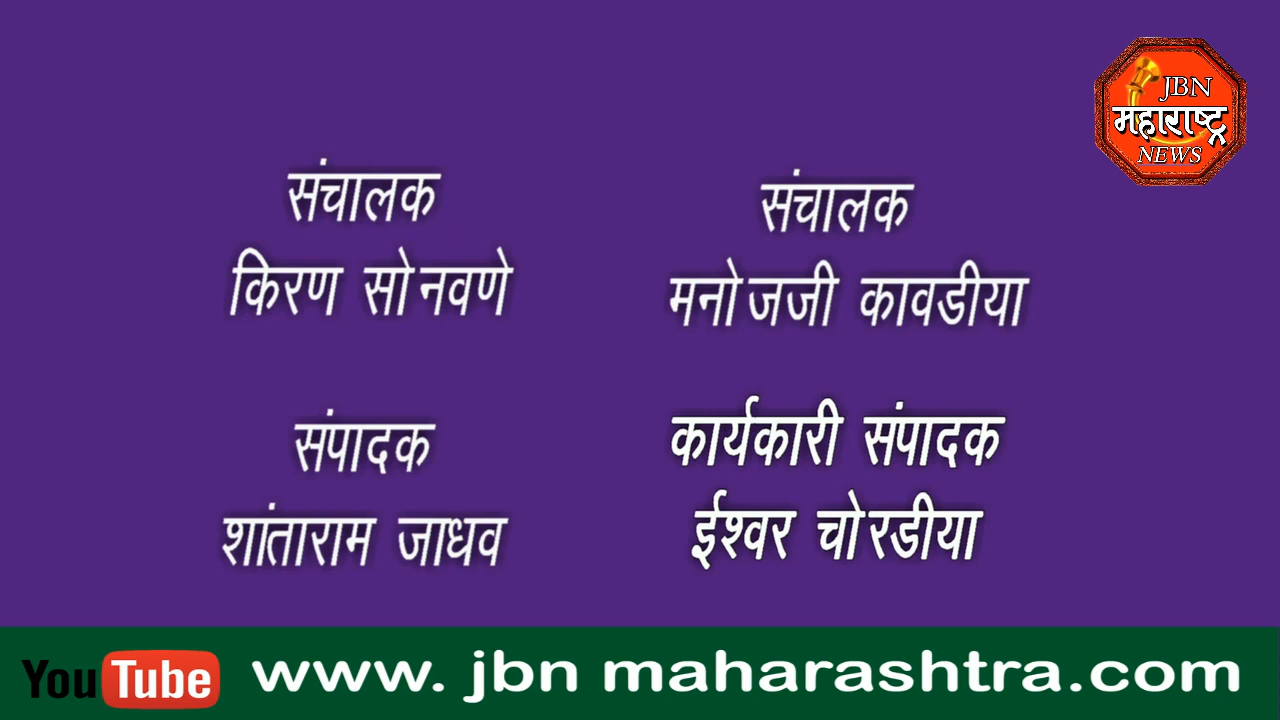 JBN
महाराष्ट्र
NEWS
संचालक
किरण सोनवणे
संचालक
मनोजजी कावडीया
संपादक
शांताराम जाधव
कार्यकारी संपादक
ईश्वर चोरडीया
YouTube www. jbn maharashtra.com